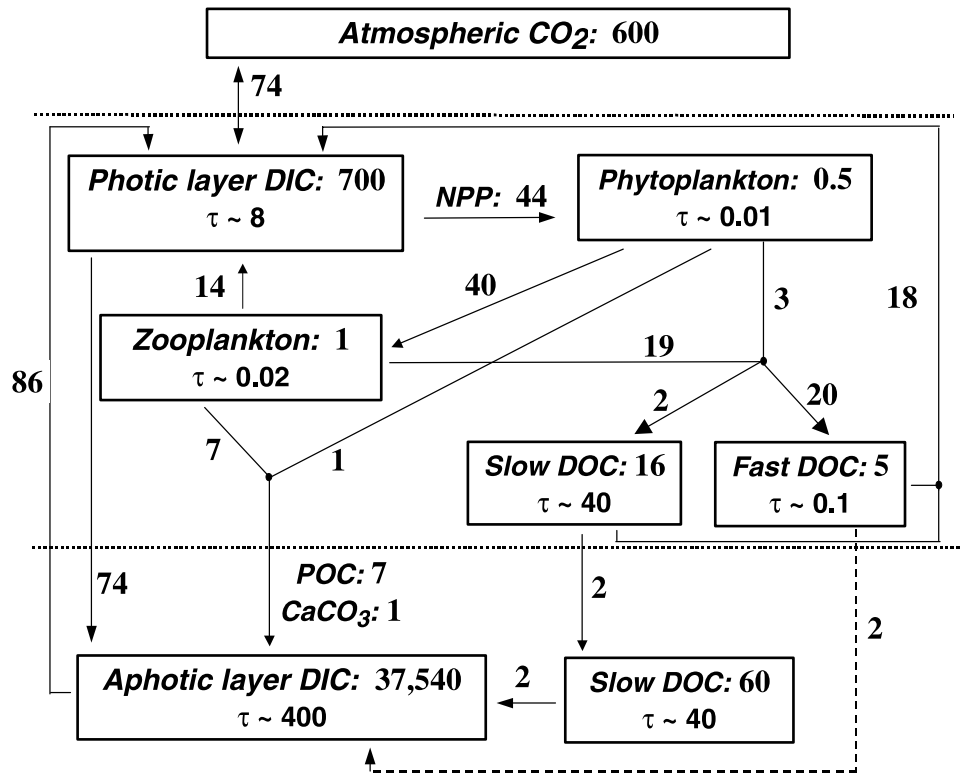 Atmospheric CO₂: 600
74
Photic layer DIC: 700
τ ~ 8
NPP: 44
Phytoplankton: 0.5
τ ~ 0.01
14
40
3
18
Zooplankton: 1
τ ~ 0.02
19
86
7
1
2
20
Slow DOC: 16
τ ~ 40
Fast DOC: 5
τ ~ 0.1
74
POC: 7
CaCO₃: 1
2
2
Aphotic layer DIC: 37,540
τ ~ 400
2
Slow DOC: 60
τ ~ 40